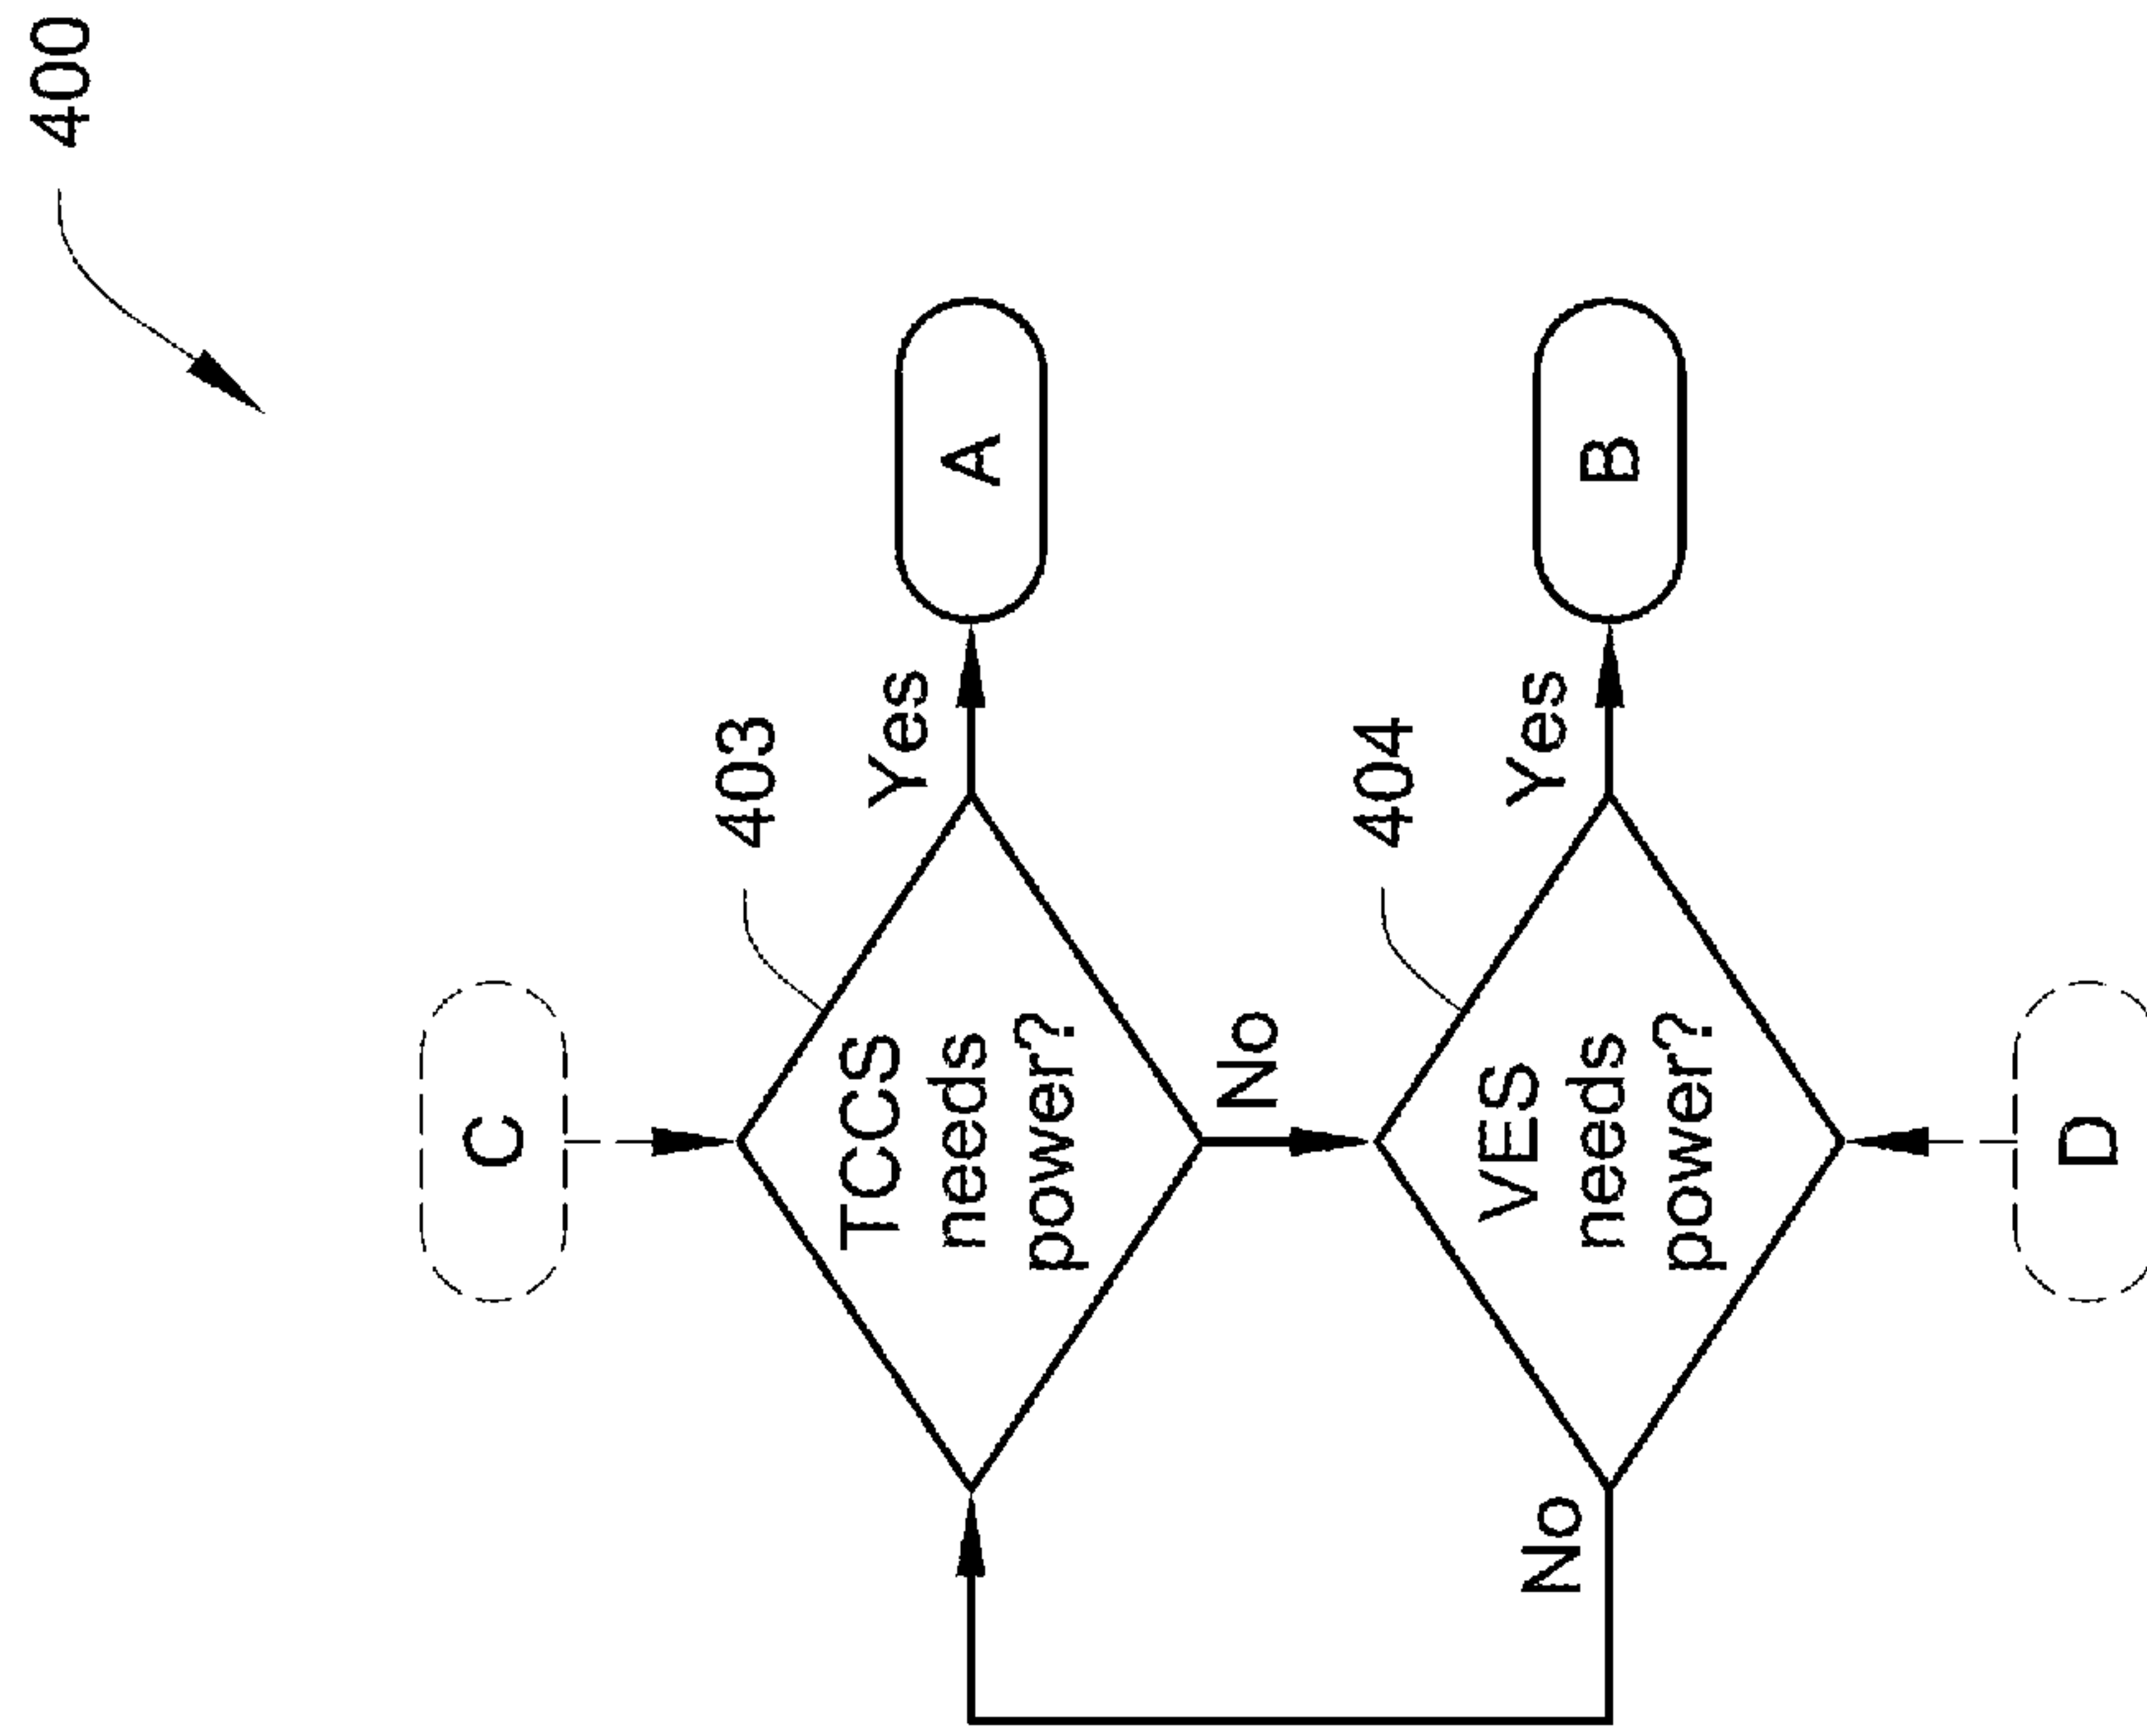 400
C
403
TCCS
needs
power?
Yes
A
No
404
VES
needs
power?
Yes
B
No
D